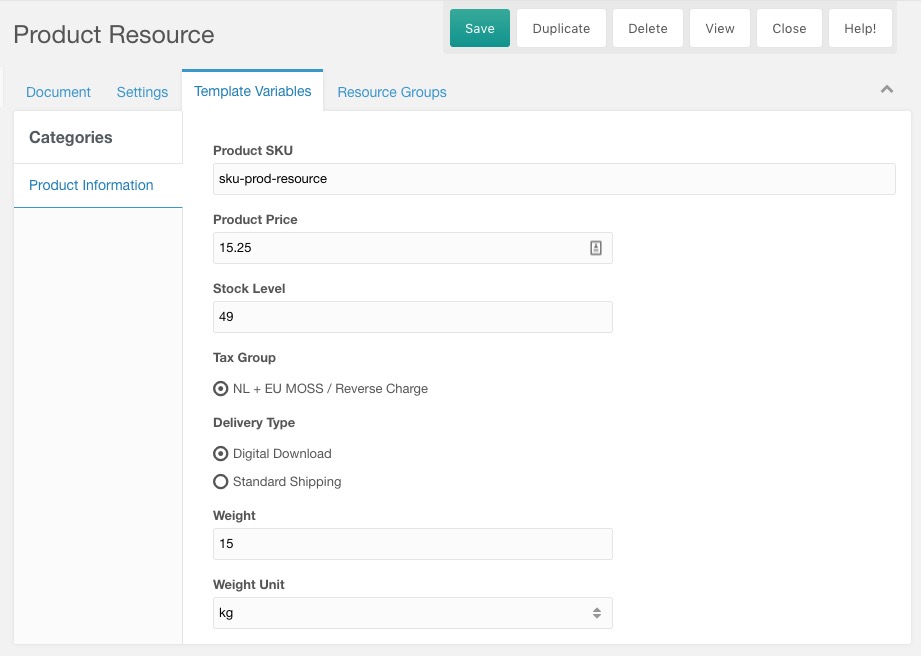 Product Resource
Save Duplicate Delete View Close Help!
Document Settings Template Variables Resource Groups
Categories
Product Information
Product SKU
sku-prod-resource
Product Price
15.25
Stock Level
49
Tax Group
NL + EU MOSS / Reverse Charge
Delivery Type
Digital Download
Standard Shipping
Weight
15
Weight Unit
kg